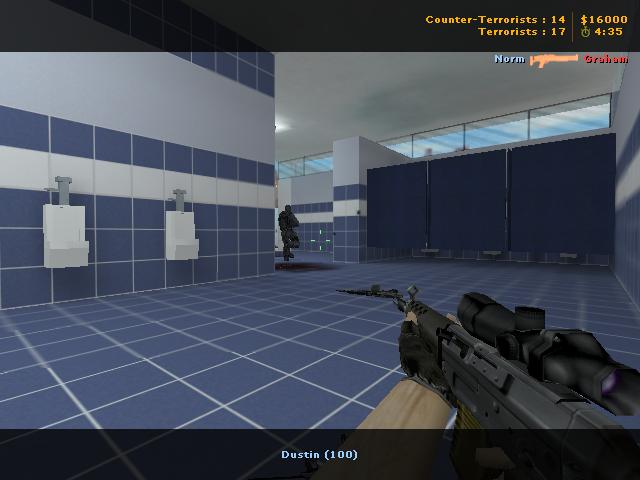 Counter-Terrorists : 14 $16000
Terrorists : 17 4:35
Norm Graham
Dustin (100)